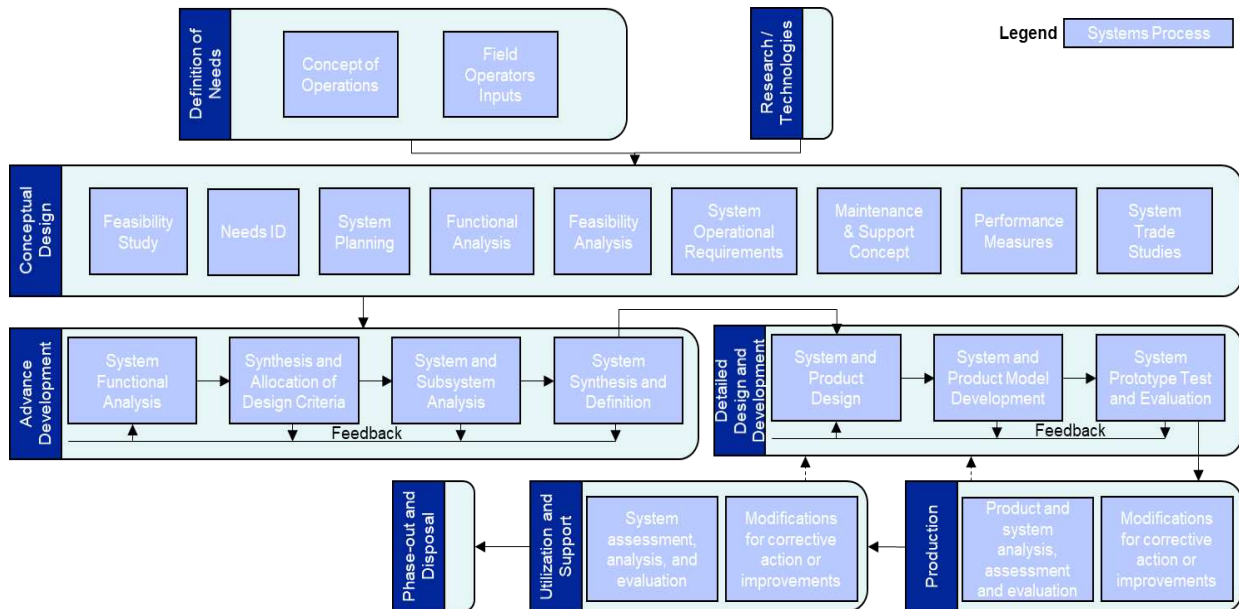 Definition of
Needs
Concept of
Operations
Field
Operators
Inputs
Research /
Technologies
Legend
Systems Process
Conceptual
Design
Feasibility
Study
Needs ID
System
Planning
Functional
Analysis
Feasibility
Analysis
System
Operational
Requirements
Maintenance
& Support
Concept
Performance
Measures
System
Trade
Studies
Advance
Development
System
Functional
Analysis
Synthesis and
Allocation of
Design Criteria
System and
Subsystem
Analysis
System
Synthesis and
Definition
Feedback
Detailed
Design and
Development
System and
Product
Design
System and
Product Model
Development
System
Prototype Test
and Evaluation
Feedback
Phase-out and
Disposal
Utilization and
Support
System
assessment,
analysis, and
evaluation
Modifications
for corrective
action or
improvements
Production
Product and
system
analysis,
assessment
and evaluation
Modifications
for corrective
action or
improvements